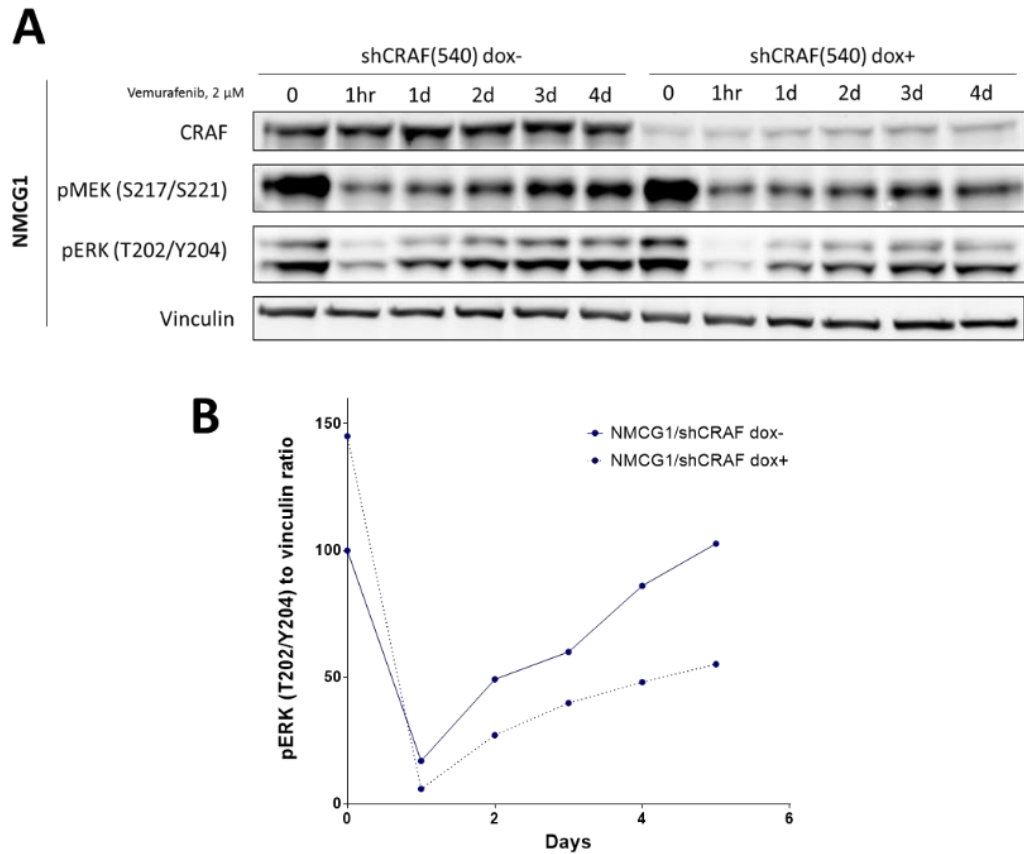 A
shCRAF(540) dox- shCRAF(540) dox+
Vemurafenib, 2 µM 0 1hr 1d 2d 3d 4d 0 1hr 1d 2d 3d 4d
CRAF
NMCG1
pMEK (S217/S221)
pERK (T202/Y204)
Vinculin
B
NMCG1/shCRAF dox-
NMCG1/shCRAF dox+
pERK (T202/Y204) to vinculin ratio
150
100
50
0
0 2 4 6
Days